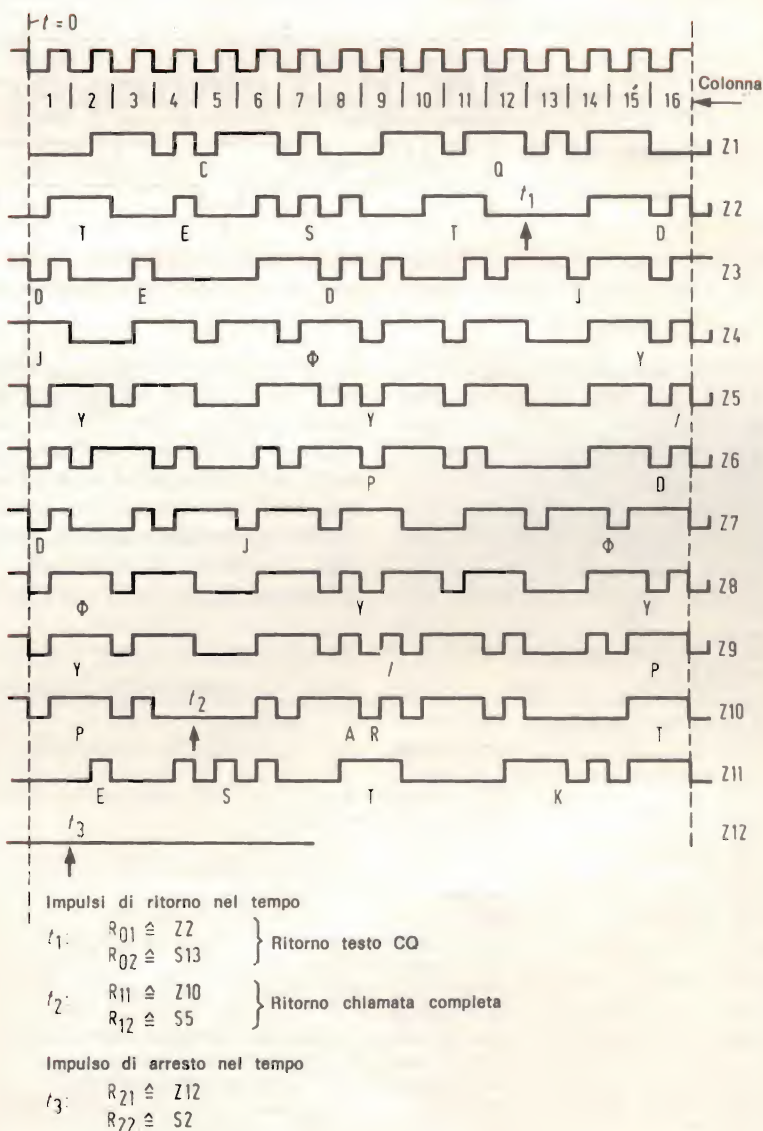 t = 0
1 2 3 4 5 6 7 8 9 10 11 12 13 14 15 16 Colonna
Z1
C Q
t1
Z2
T E S T D
Z3
D E D J
Z4
J Φ Y
Z5
Y Y /
Z6
P D
Z7
D J Φ
Z8
Φ Y Y
Z9
Y / P
t2
Z10
P A R T
Z11
E S T K
t3
Z12
Impulsi di ritorno nel tempo
t1: R01 ≙ Z2
R02 ≙ S13
Ritorno testo CQ
t2: R11 ≙ Z10
R12 ≙ S5
Ritorno chiamata completa
Impulso di arresto nel tempo
t3: R21 ≙ Z12
R22 ≙ S2